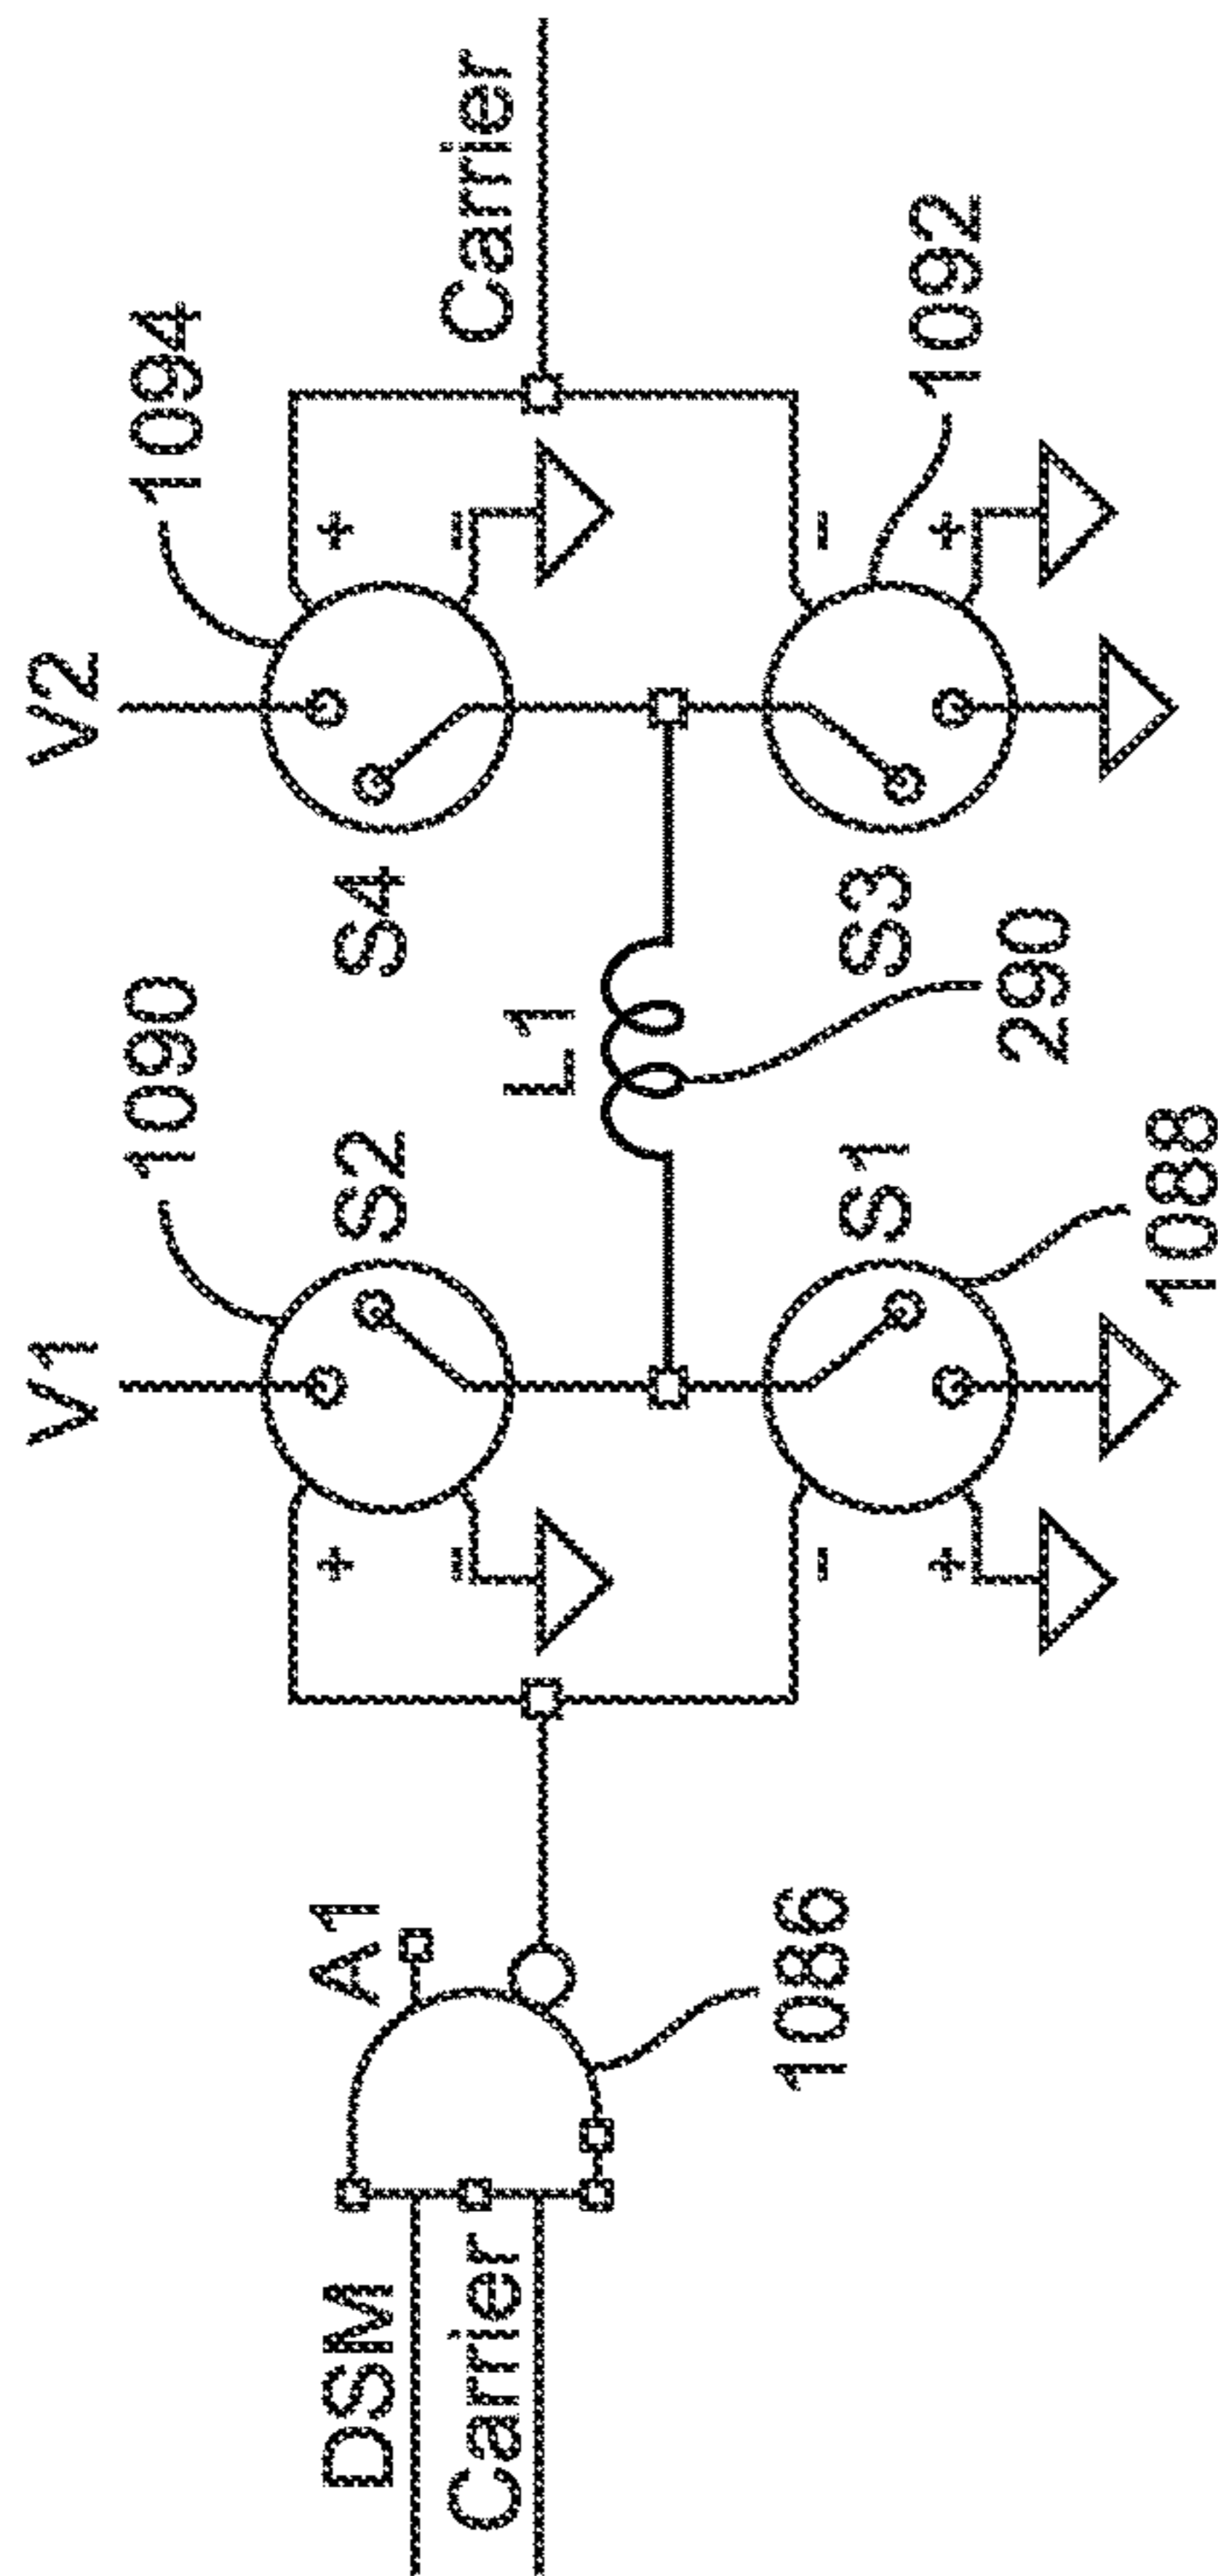 DSM
Carrier
A1
1086
V1
1090
S2
S1
1088
L1
290
V2
1094
S4
S3
1092
+
−
−
+
+
−
−
+
Carrier